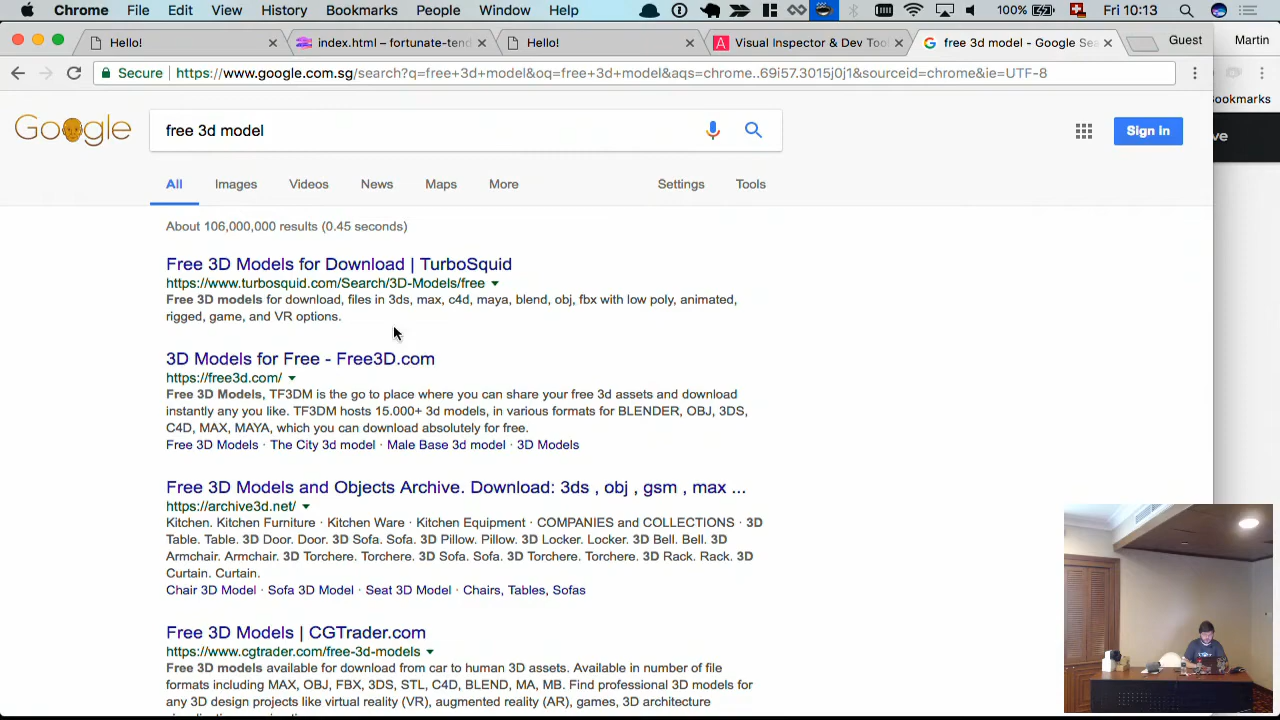 Chrome File Edit View History Bookmarks People Window Help 100% Fri 10:13
Hello! index.html – fortunate-tend Hello! Visual Inspector & Dev Tool free 3d model - Google Sea Guest Martin
Secure https://www.google.com.sg/search?q=free+3d+model&oq=free+3d+model&aqs=chrome..69i57.3015j0j1&sourceid=chrome&ie=UTF-8
ookmarks
Google free 3d model Sign in ve
All Images Videos News Maps More Settings Tools
About 106,000,000 results (0.45 seconds)
Free 3D Models for Download | TurboSquid
https://www.turbosquid.com/Search/3D-Models/free
Free 3D models for download, files in 3ds, max, c4d, maya, blend, obj, fbx with low poly, animated,
rigged, game, and VR options.
3D Models for Free - Free3D.com
https://free3d.com/
Free 3D Models, TF3DM is the go to place where you can share your free 3d assets and download
instantly any you like. TF3DM hosts 15.000+ 3d models, in various formats for BLENDER, OBJ, 3DS,
C4D, MAX, MAYA, which you can download absolutely for free.
Free 3D Models · The City 3d model · Male Base 3d model · 3D Models
Free 3D Models and Objects Archive. Download: 3ds , obj , gsm , max ...
https://archive3d.net/
Kitchen. Kitchen Furniture · Kitchen Ware · Kitchen Equipment · COMPANIES and COLLECTIONS · 3D
Table. Table. 3D Door. Door. 3D Sofa. Sofa. 3D Pillow. Pillow. 3D Locker. Locker. 3D Bell. Bell. 3D
Armchair. Armchair. 3D Torchere. Torchere. 3D Sofa. Sofa. 3D Torchere. Torchere. 3D Rack. Rack. 3D
Curtain. Curtain.
Chair 3D Model · Sofa 3D Model · Seat 3D Model · Chairs, Tables, Sofas
Free 3D Models | CGTrader.com
https://www.cgtrader.com/free-3d-models
Free 3D models available for download from car to human 3D assets. Available in number of file
formats including MAX, OBJ, FBX, 3DS, STL, C4D, BLEND, MA, MB. Find professional 3D models for
any 3D design projects like virtual reality (VR), augmented reality (AR), games, 3D architecture